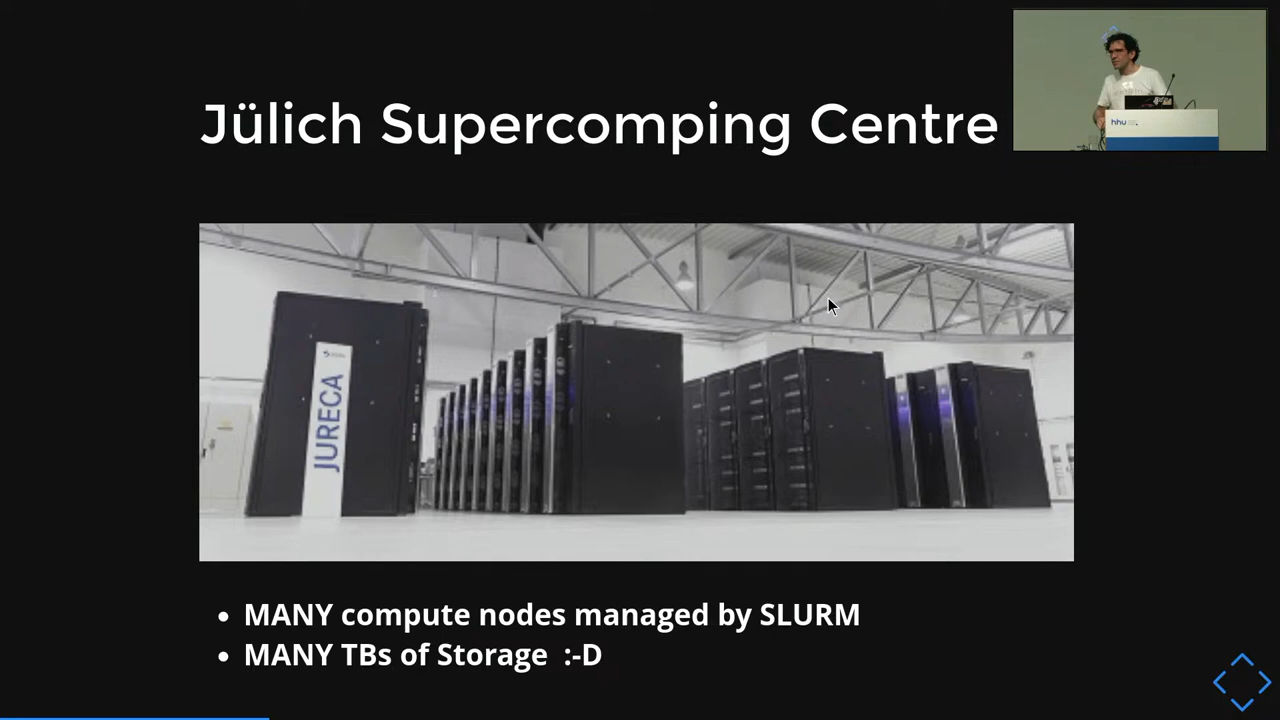 Jülich Supercomping Centre
hhu
JURECA
MANY compute nodes managed by SLURM
MANY TBs of Storage :-D